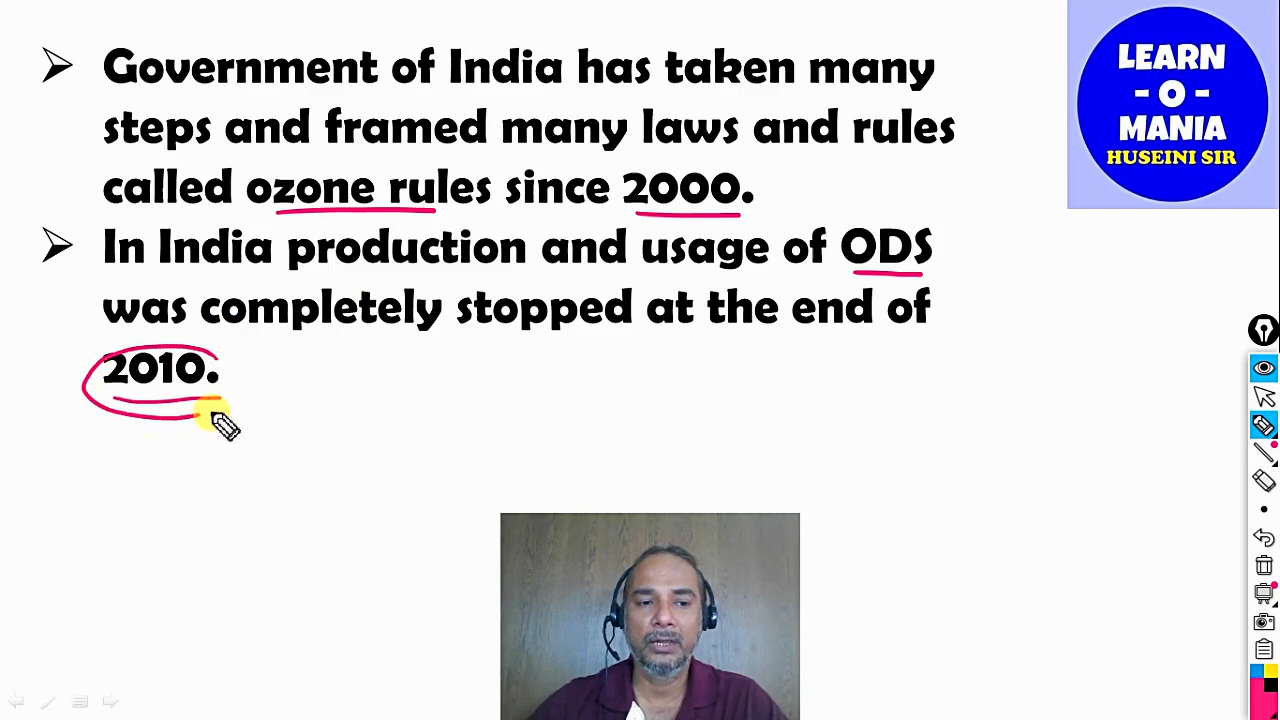 Government of India has taken many
steps and framed many laws and rules
called ozone rules since 2000.
In India production and usage of ODS
was completely stopped at the end of
2010.
LEARN
- O -
MANIA
HUSEINI SIR